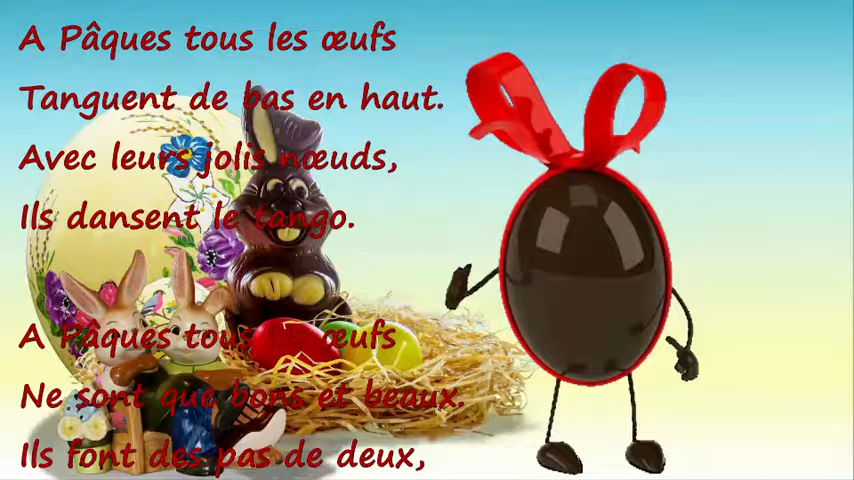 A Pâques tous les œufs
Tanguent de bas en haut.
Avec leurs jolis nœuds,
Ils dansent le tango.
A Pâques tous les œufs
Ne sont que bons et beaux.
Ils font des pas de deux,